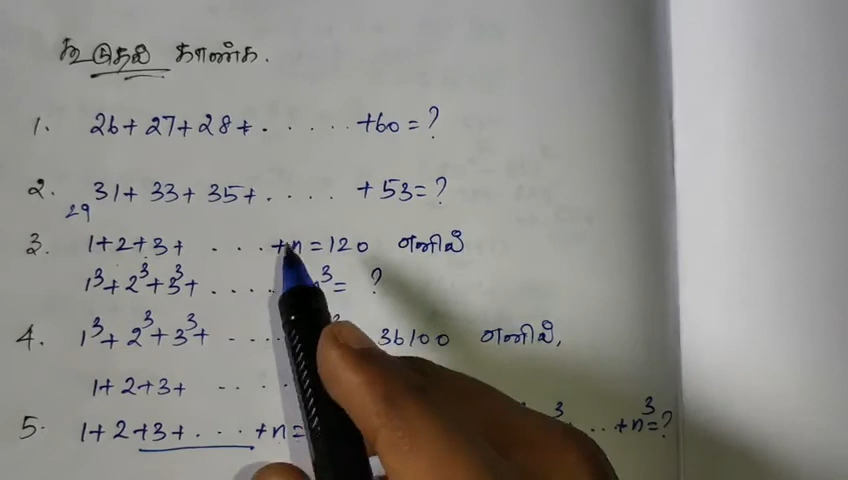 கூடுதல் காண்க.
1. 26+27+28+ . . . . . +60=?
2. 31+33+35+ . . . . +53=?
29
3. 1+2+3+ . . . +n=120 எனில்
1³+2³+3³+ . . . . ³= ?
4. 1³+2³+3³+ . . . . 36100 எனில்,
1+2+3+ . . . .
5. 1+2+3+ . . . +n= ³ . . +n³=?